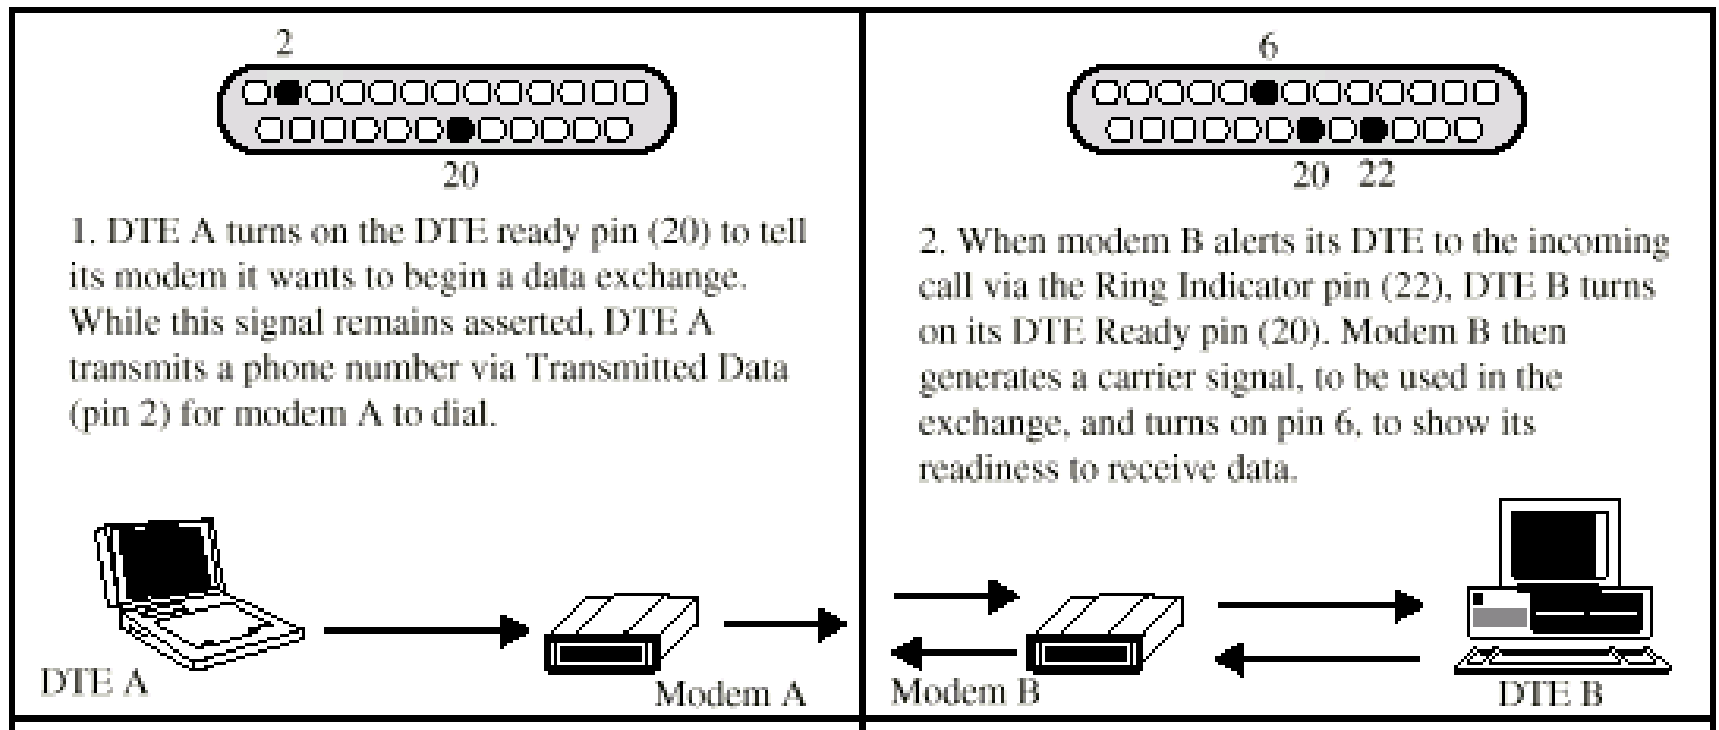 2
20
1. DTE A turns on the DTE ready pin (20) to tell
its modem it wants to begin a data exchange.
While this signal remains asserted, DTE A
transmits a phone number via Transmitted Data
(pin 2) for modem A to dial.
DTE A
Modem A
6
20 22
2. When modem B alerts its DTE to the incoming
call via the Ring Indicator pin (22), DTE B turns
on its DTE Ready pin (20). Modem B then
generates a carrier signal, to be used in the
exchange, and turns on pin 6, to show its
readiness to receive data.
Modem B
DTE B